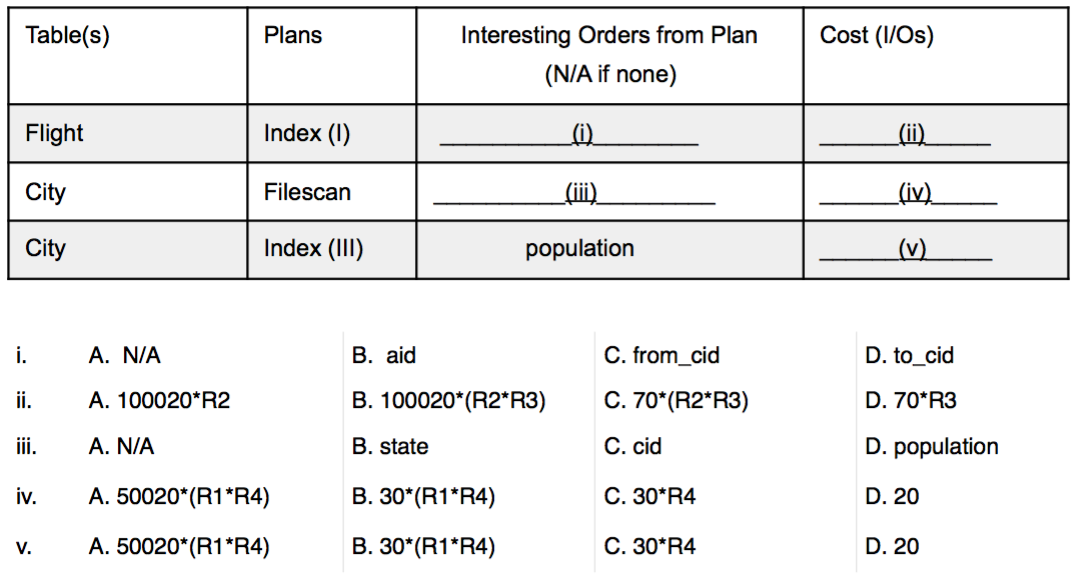 Table(s) Plans Interesting Orders from Plan Cost (I/Os)
(N/A if none)
Flight Index (I) __________(i)________ ______(ii)_____
City Filescan __________(iii)_________ ______(iv)_____
City Index (III) population ______(v)_____
i. A. N/A B. aid C. from_cid D. to_cid
ii. A. 100020*R2 B. 100020*(R2*R3) C. 70*(R2*R3) D. 70*R3
iii. A. N/A B. state C. cid D. population
iv. A. 50020*(R1*R4) B. 30*(R1*R4) C. 30*R4 D. 20
v. A. 50020*(R1*R4) B. 30*(R1*R4) C. 30*R4 D. 20